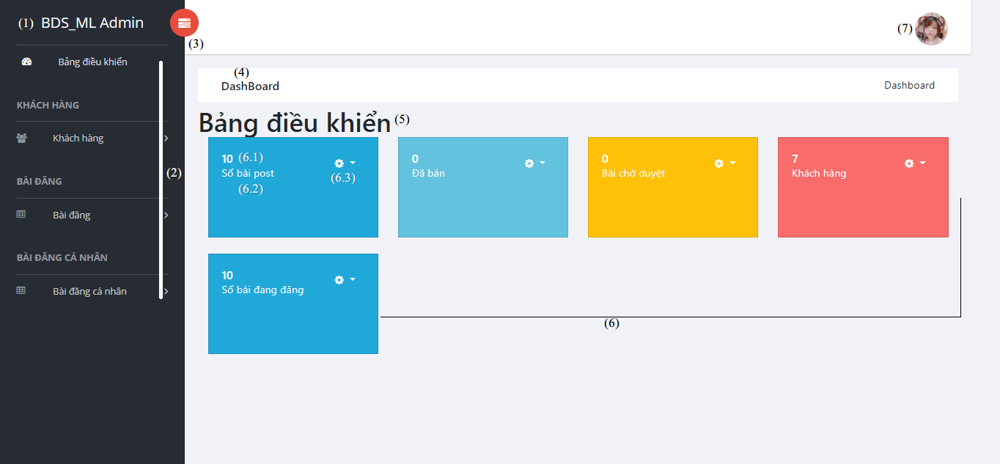 (1) BDS_ML Admin
(3)
(7)
Bảng điều khiển
KHÁCH HÀNG
Khách hàng
(2)
BÀI ĐĂNG
Bài đăng
BÀI ĐĂNG CÁ NHÂN
Bài đăng cá nhân
(4)
DashBoard
Dashboard
Bảng điều khiển (5)
10 (6.1)
Số bài post
(6.2)
(6.3)
0
Đã bán
0
Bài chờ duyệt
7
Khách hàng
10
Số bài đang đăng
(6)